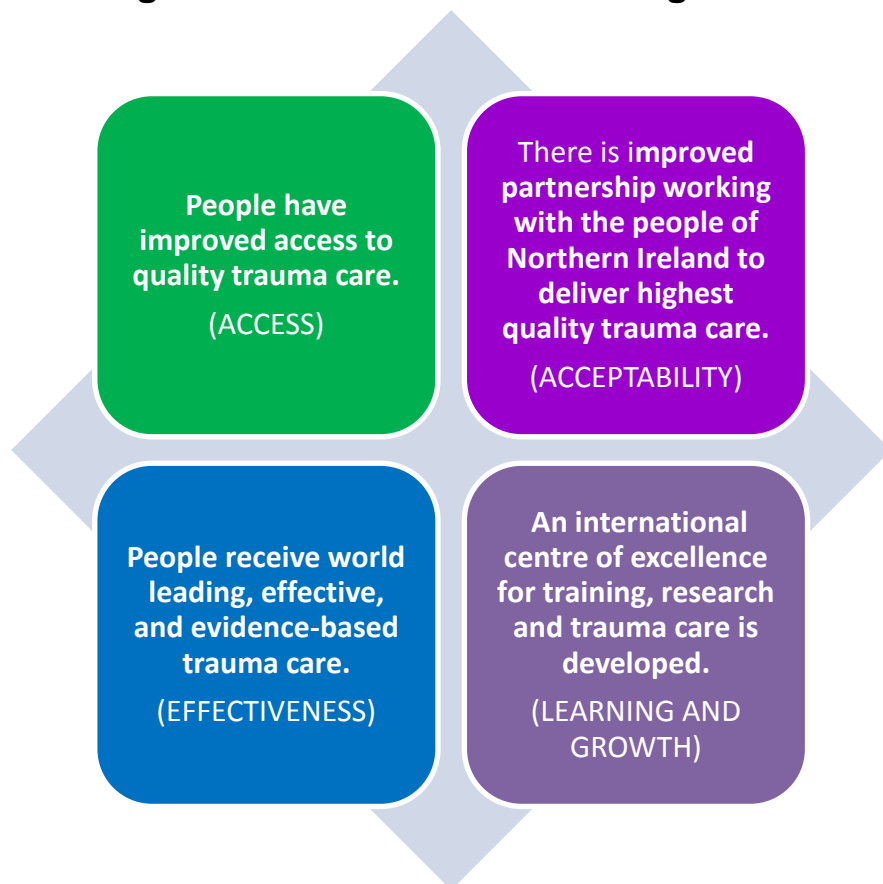 People have
improved access to
quality trauma care.
(ACCESS)
There is improved
partnership working
with the people of
Northern Ireland to
deliver highest
quality trauma care.
(ACCEPTABILITY)
People receive world
leading, effective,
and evidence-based
trauma care.
(EFFECTIVENESS)
An international
centre of excellence
for training, research
and trauma care is
developed.
(LEARNING AND
GROWTH)